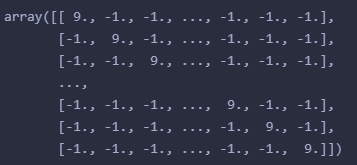 array([[ 9., -1., -1., ..., -1., -1., -1.],
       [-1.,  9., -1., ..., -1., -1., -1.],
       [-1., -1.,  9., ..., -1., -1., -1.],
       ...,
       [-1., -1., -1., ...,  9., -1., -1.],
       [-1., -1., -1., ..., -1.,  9., -1.],
       [-1., -1., -1., ..., -1., -1.,  9.]])